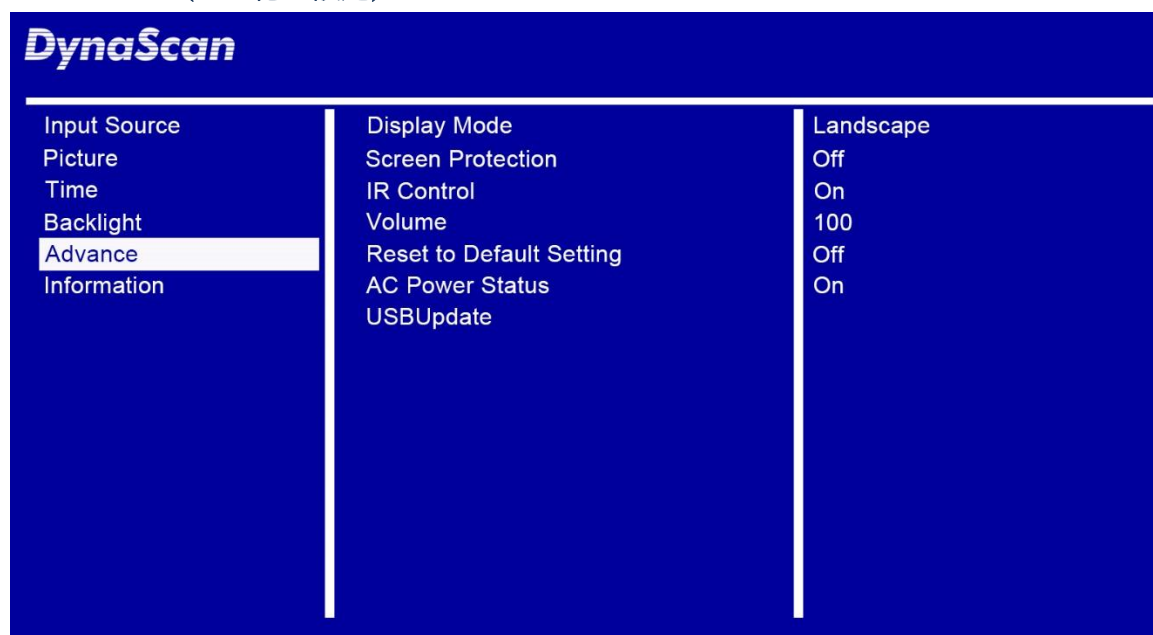 DynaScan
Input Source
Picture
Time
Backlight
Advance
Information
Display Mode
Screen Protection
IR Control
Volume
Reset to Default Setting
AC Power Status
USBUpdate
Landscape
Off
On
100
Off
On